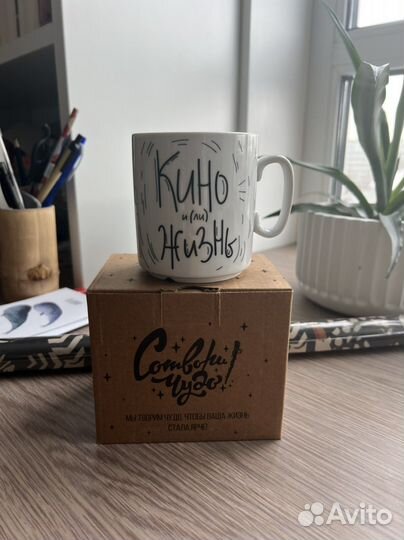 Кино
и(ли)
Жизнь
Сотвори
чудо!
МЫ ТВОРИМ ЧУДО, ЧТОБЫ ВАША ЖИЗНЬ
СТАЛА ЯРЧЕ!
Avito